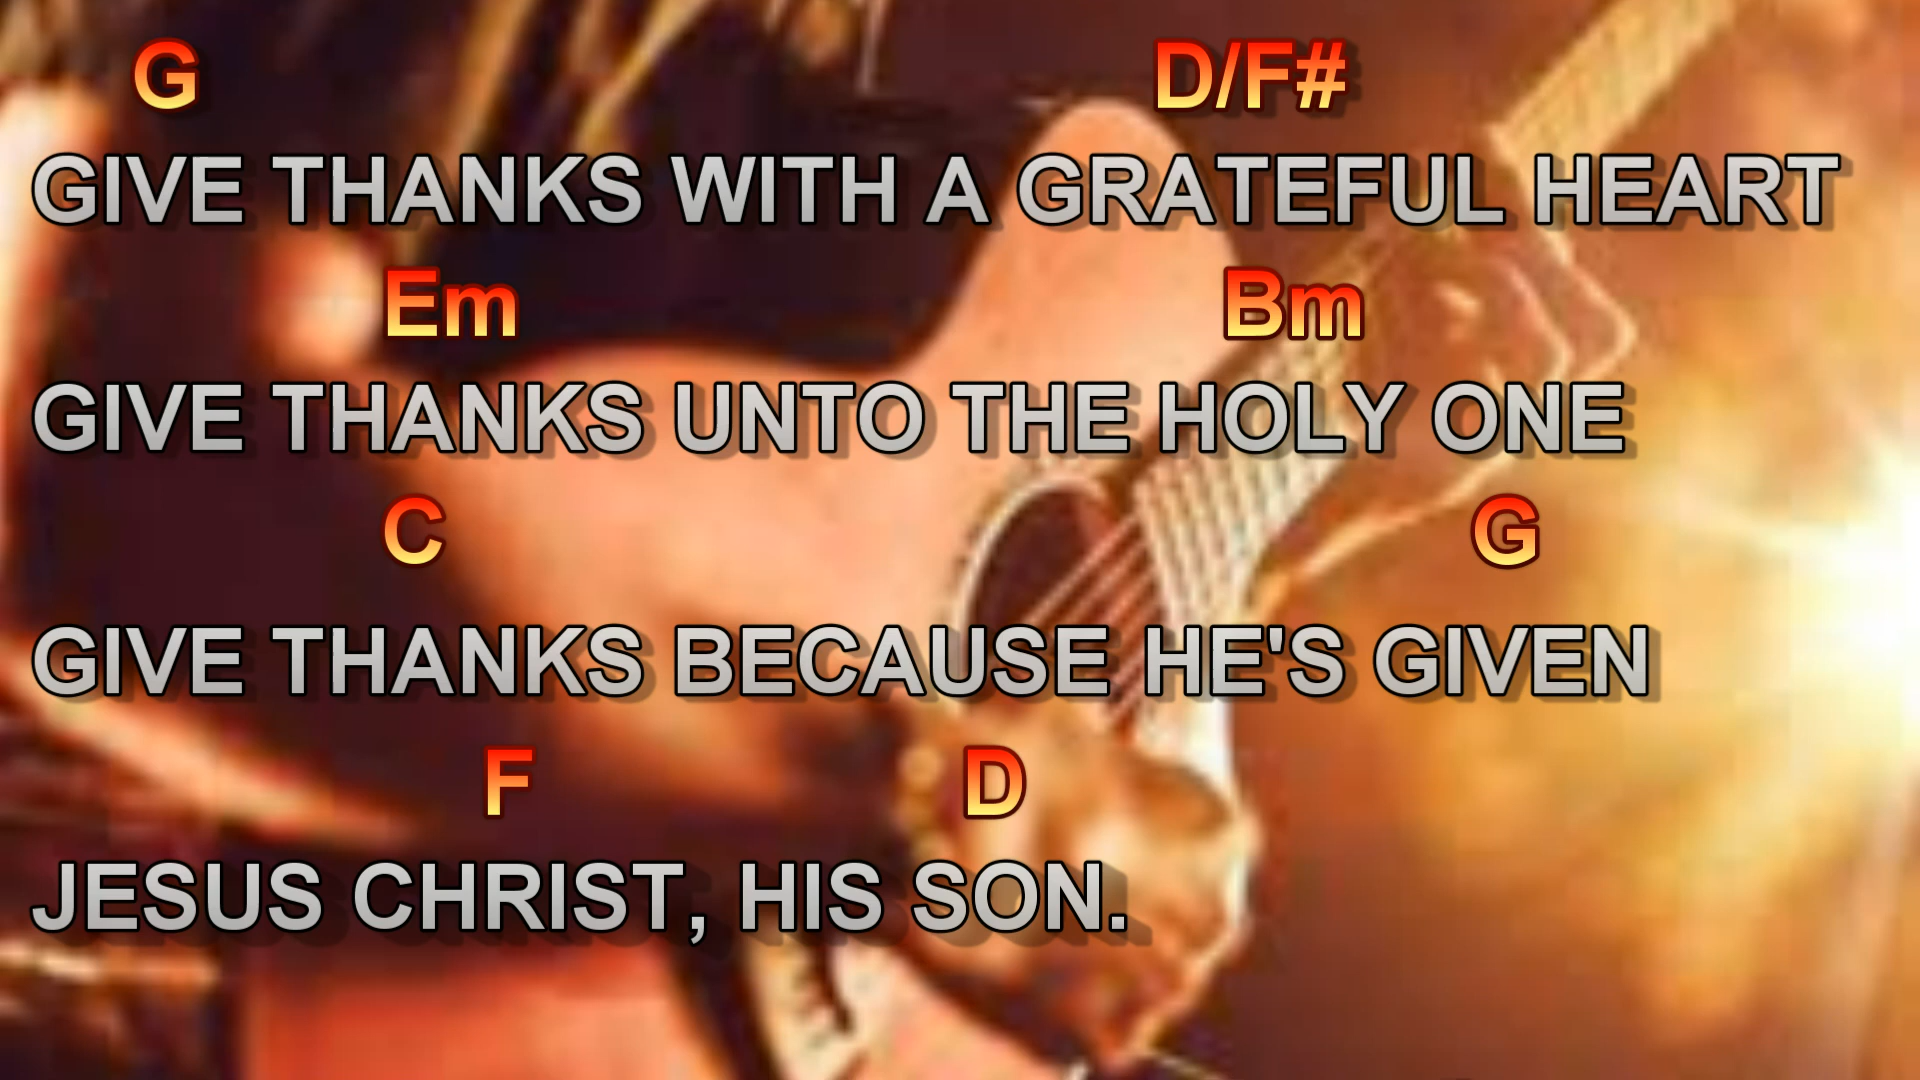 G D/F#
GIVE THANKS WITH A GRATEFUL HEART
Em Bm
GIVE THANKS UNTO THE HOLY ONE
C G
GIVE THANKS BECAUSE HE'S GIVEN
F D
JESUS CHRIST, HIS SON.